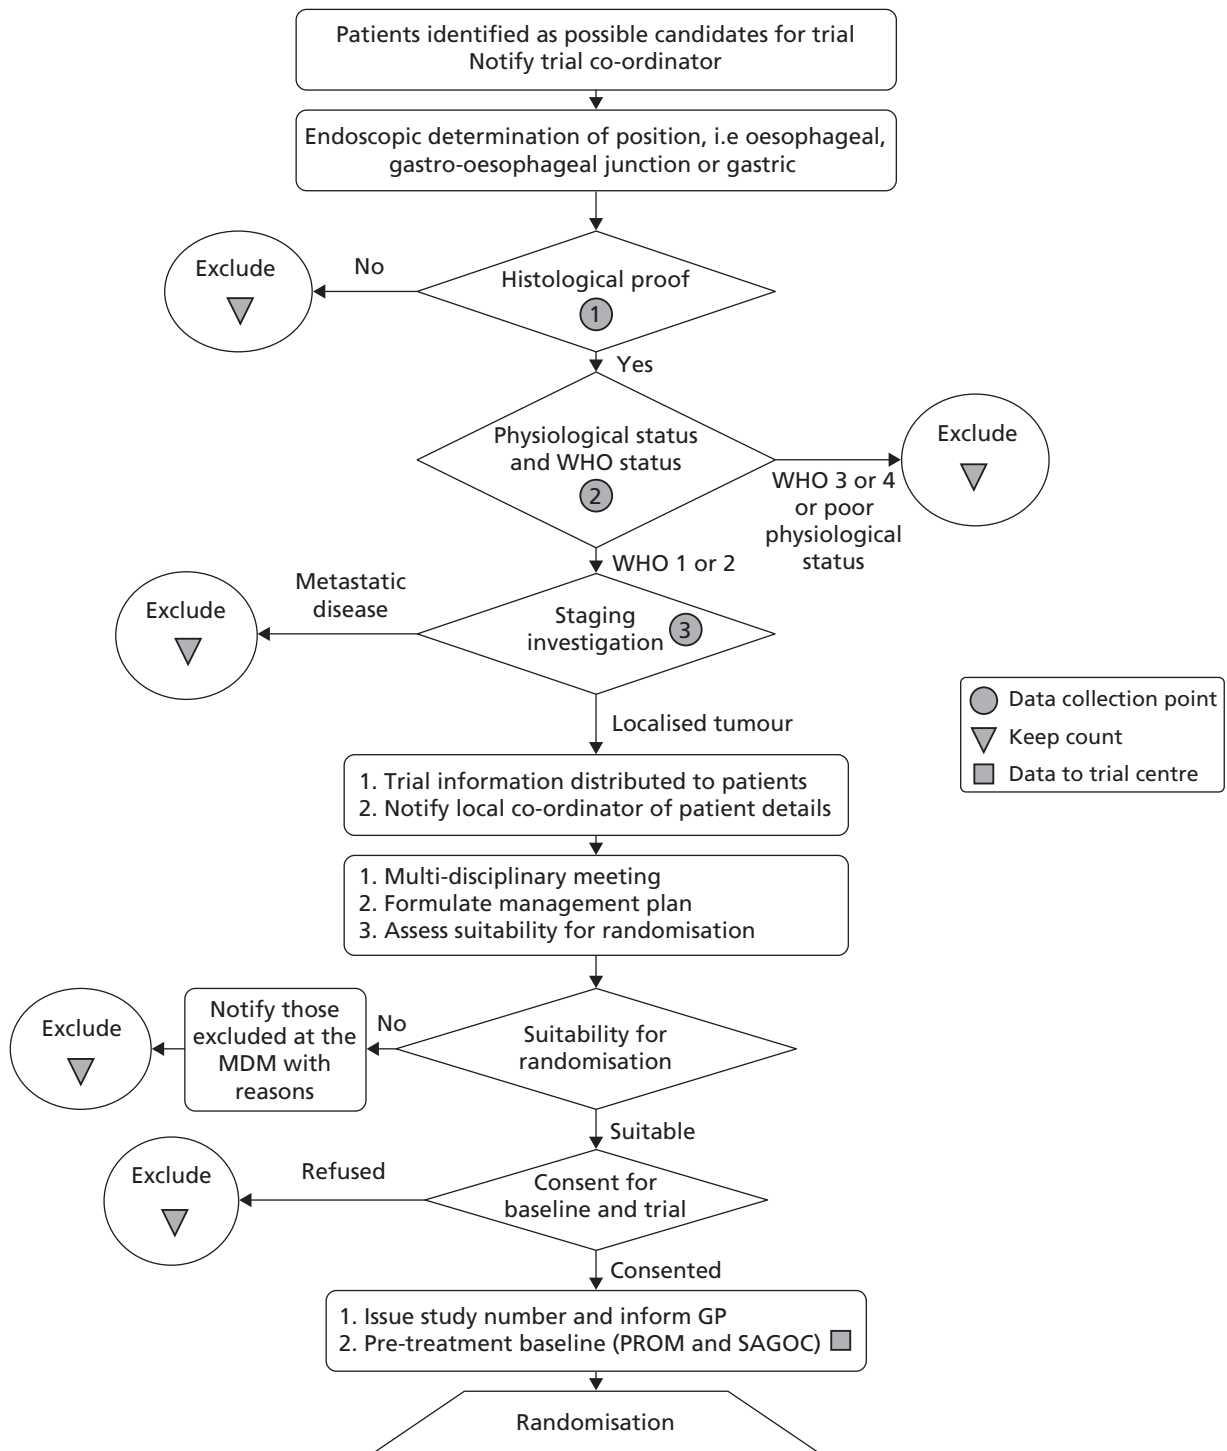 Patients identified as possible candidates for trial
Notify trial co-ordinator
Endoscopic determination of position, i.e oesophageal,
gastro-oesophageal junction or gastric
Exclude
No
Histological proof
1
Yes
Physiological status
and WHO status
2
Exclude
WHO 3 or 4
or poor
physiological
status
WHO 1 or 2
Metastatic
disease
Exclude
Staging
investigation
3
Localised tumour
Data collection point
Keep count
Data to trial centre
1. Trial information distributed to patients
2. Notify local co-ordinator of patient details
1. Multi-disciplinary meeting
2. Formulate management plan
3. Assess suitability for randomisation
Exclude
Notify those
excluded at the
MDM with
reasons
No
Suitability for
randomisation
Suitable
Exclude
Refused
Consent for
baseline and trial
Consented
1. Issue study number and inform GP
2. Pre-treatment baseline (PROM and SAGOC)
Randomisation